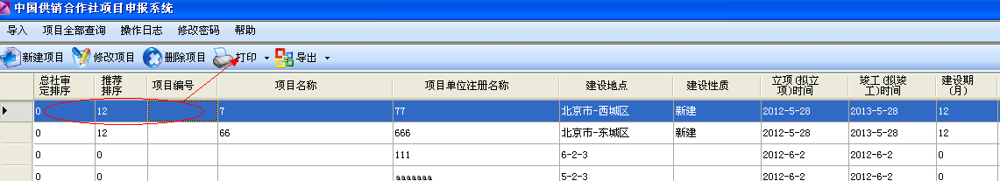 中国供销合作社项目申报系统
导入 项目全部查询 操作日志 修改密码 帮助
新建项目 修改项目 删除项目 打印 导出
总社审定排序 推荐排序 项目编号 项目名称 项目单位注册名称 建设地点 建设性质 立项(拟立项)时间 竣工(拟竣工)时间 建设期(月)
0 12 7 77 北京市-西城区 新建 2012-5-28 2013-5-28 12
0 12 66 666 北京市-东城区 新建 2012-5-28 2013-5-28 12
0 0 111 6-2-3 2012-6-2 2012-6-2 0
0 0 aaaaaaa 5-2-3 2012-6-2 2012-6-2 0